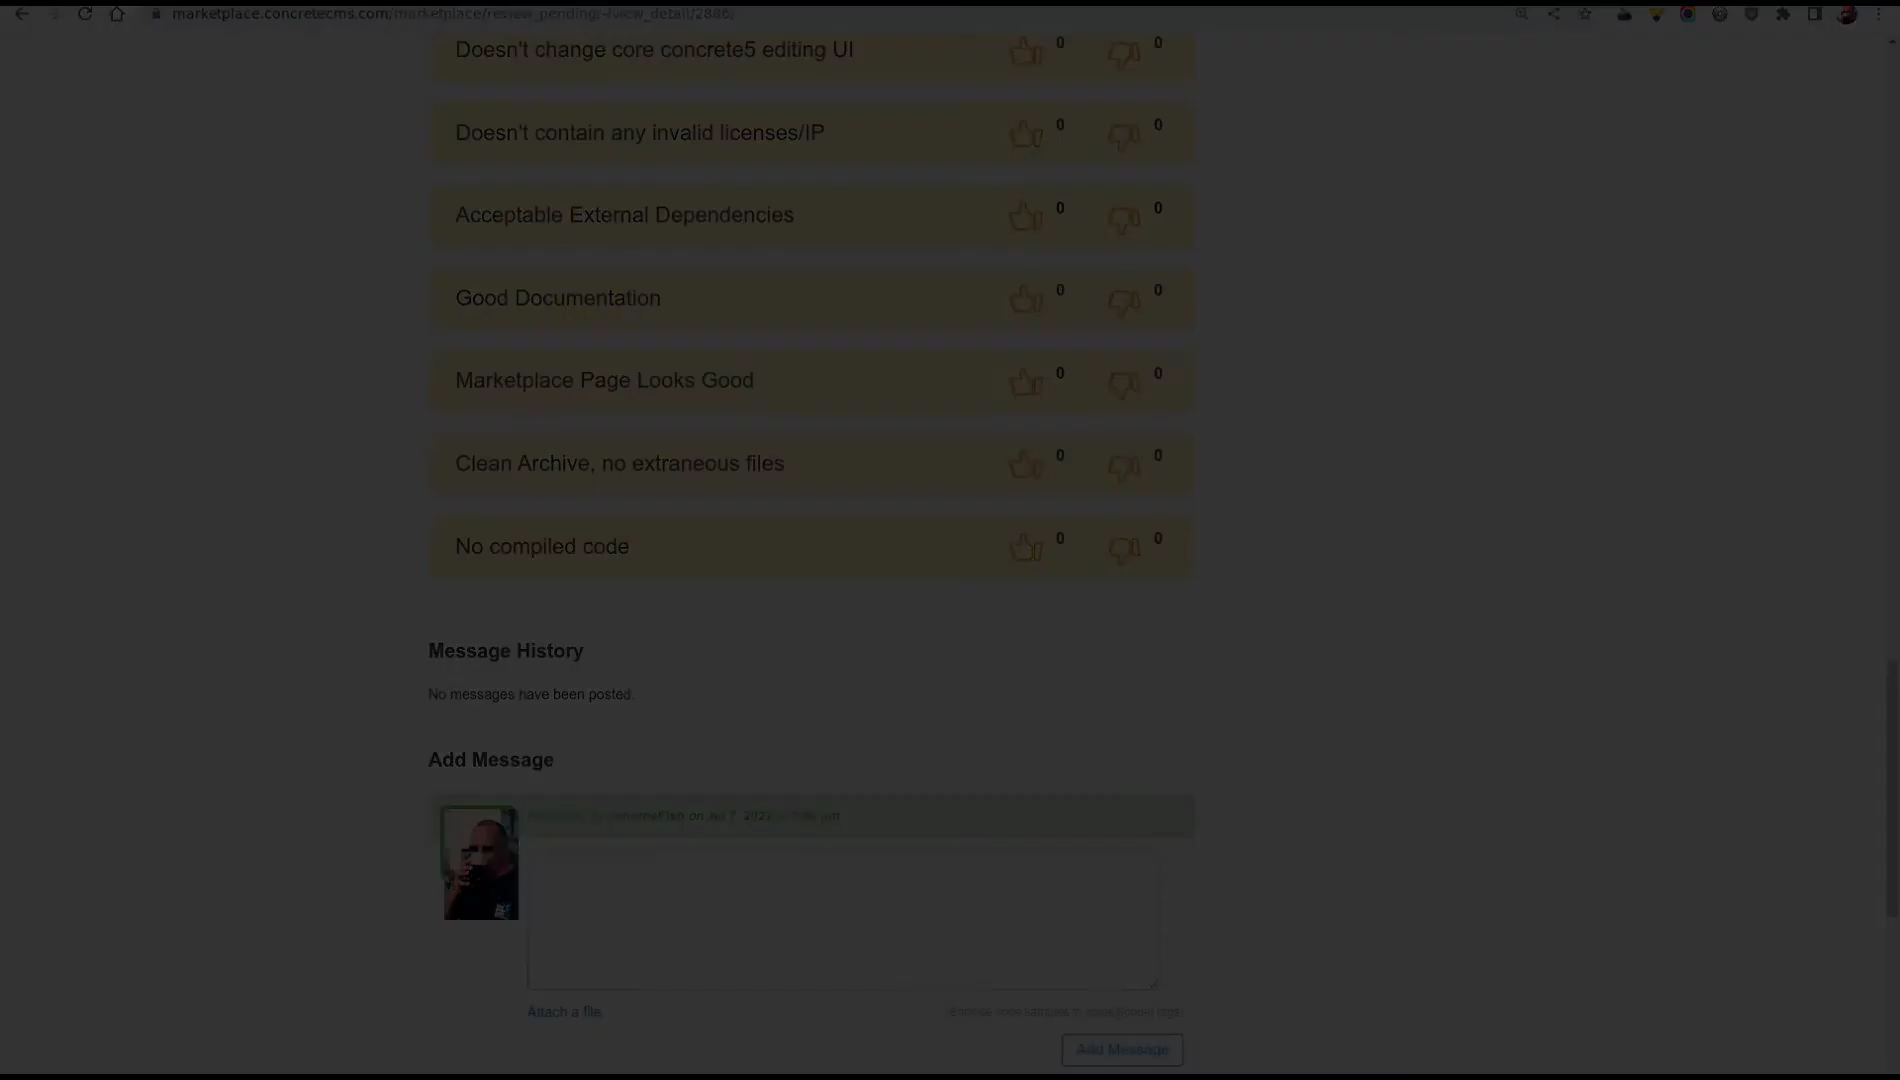 marketplace.concretecms.com/marketplace/review_pending/-/view_detail/2886/
Doesn't change core concrete5 editing UI 0 0
Doesn't contain any invalid licenses/IP 0 0
Acceptable External Dependencies 0 0
Good Documentation 0 0
Marketplace Page Looks Good 0 0
Clean Archive, no extraneous files 0 0
No compiled code 0 0
Message History
No messages have been posted.
Add Message
on 2022
Attach a file
Add Message